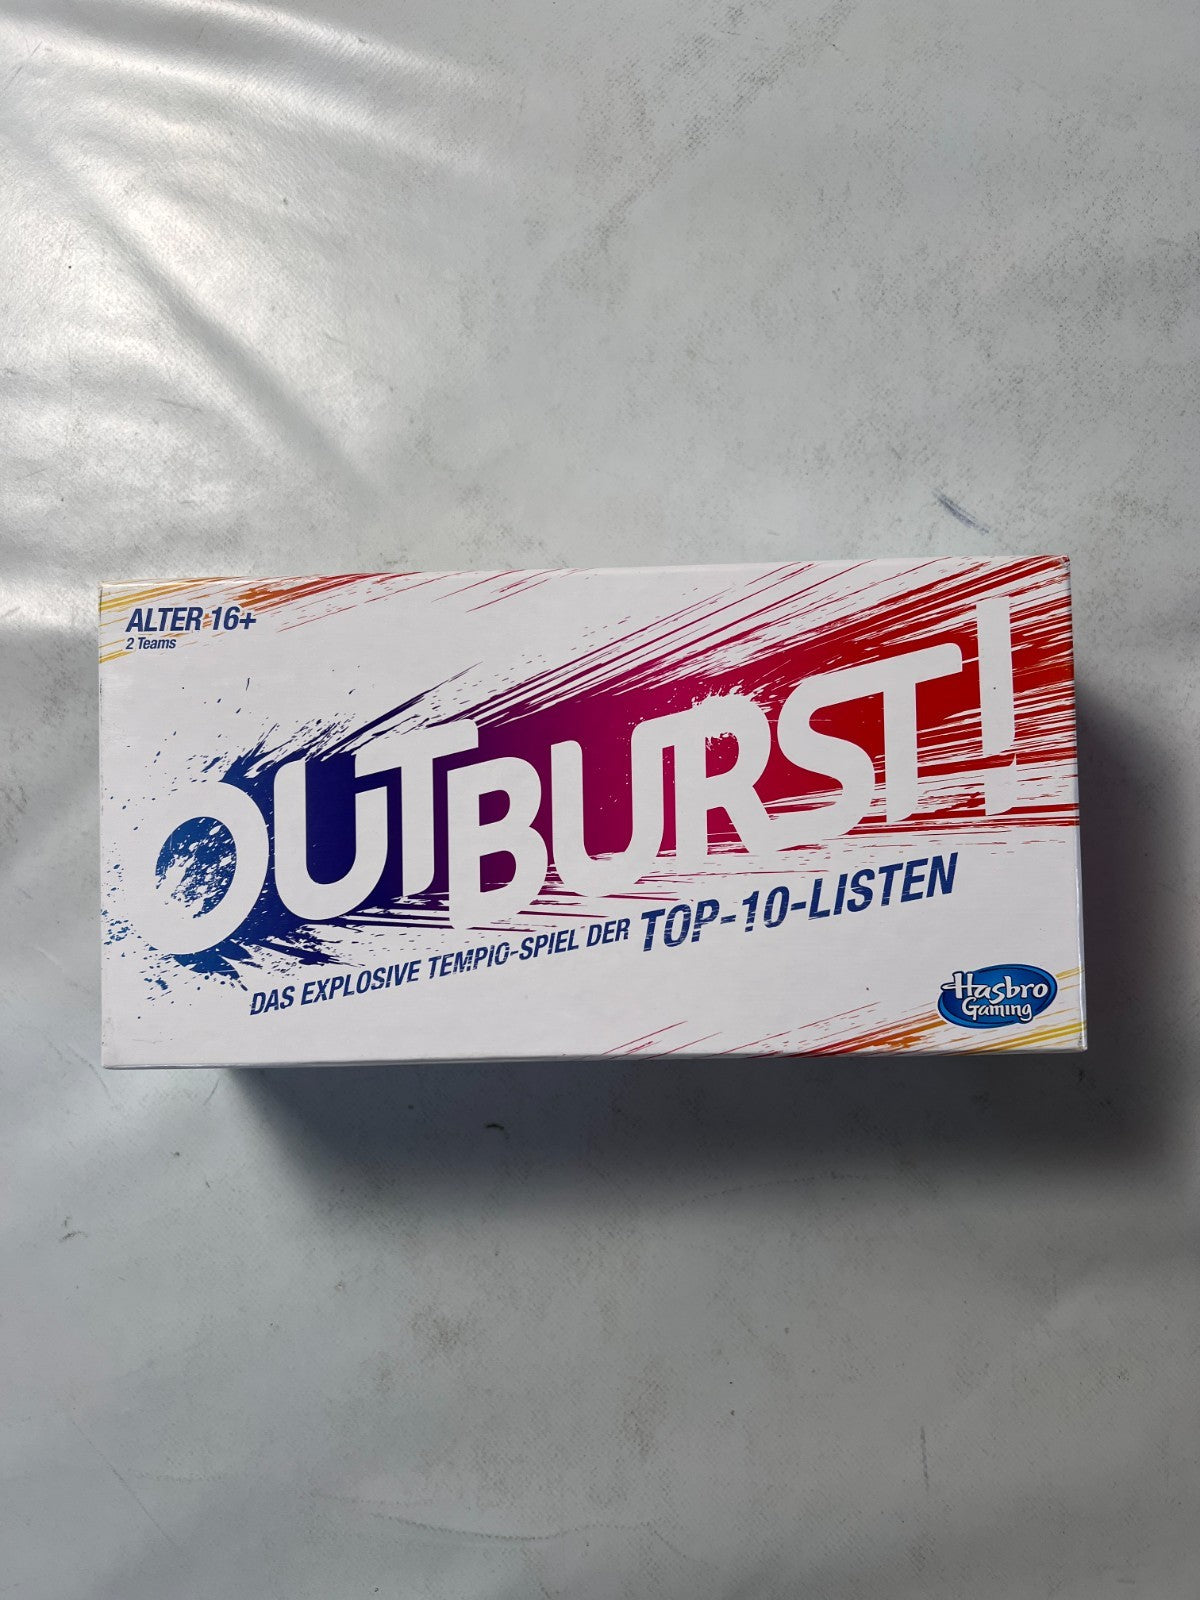 ALTER 16+
2 Teams
OUTBURST!
DAS EXPLOSIVE TEMPIO-SPIEL DER TOP-10-LISTEN
Hasbro
Gaming